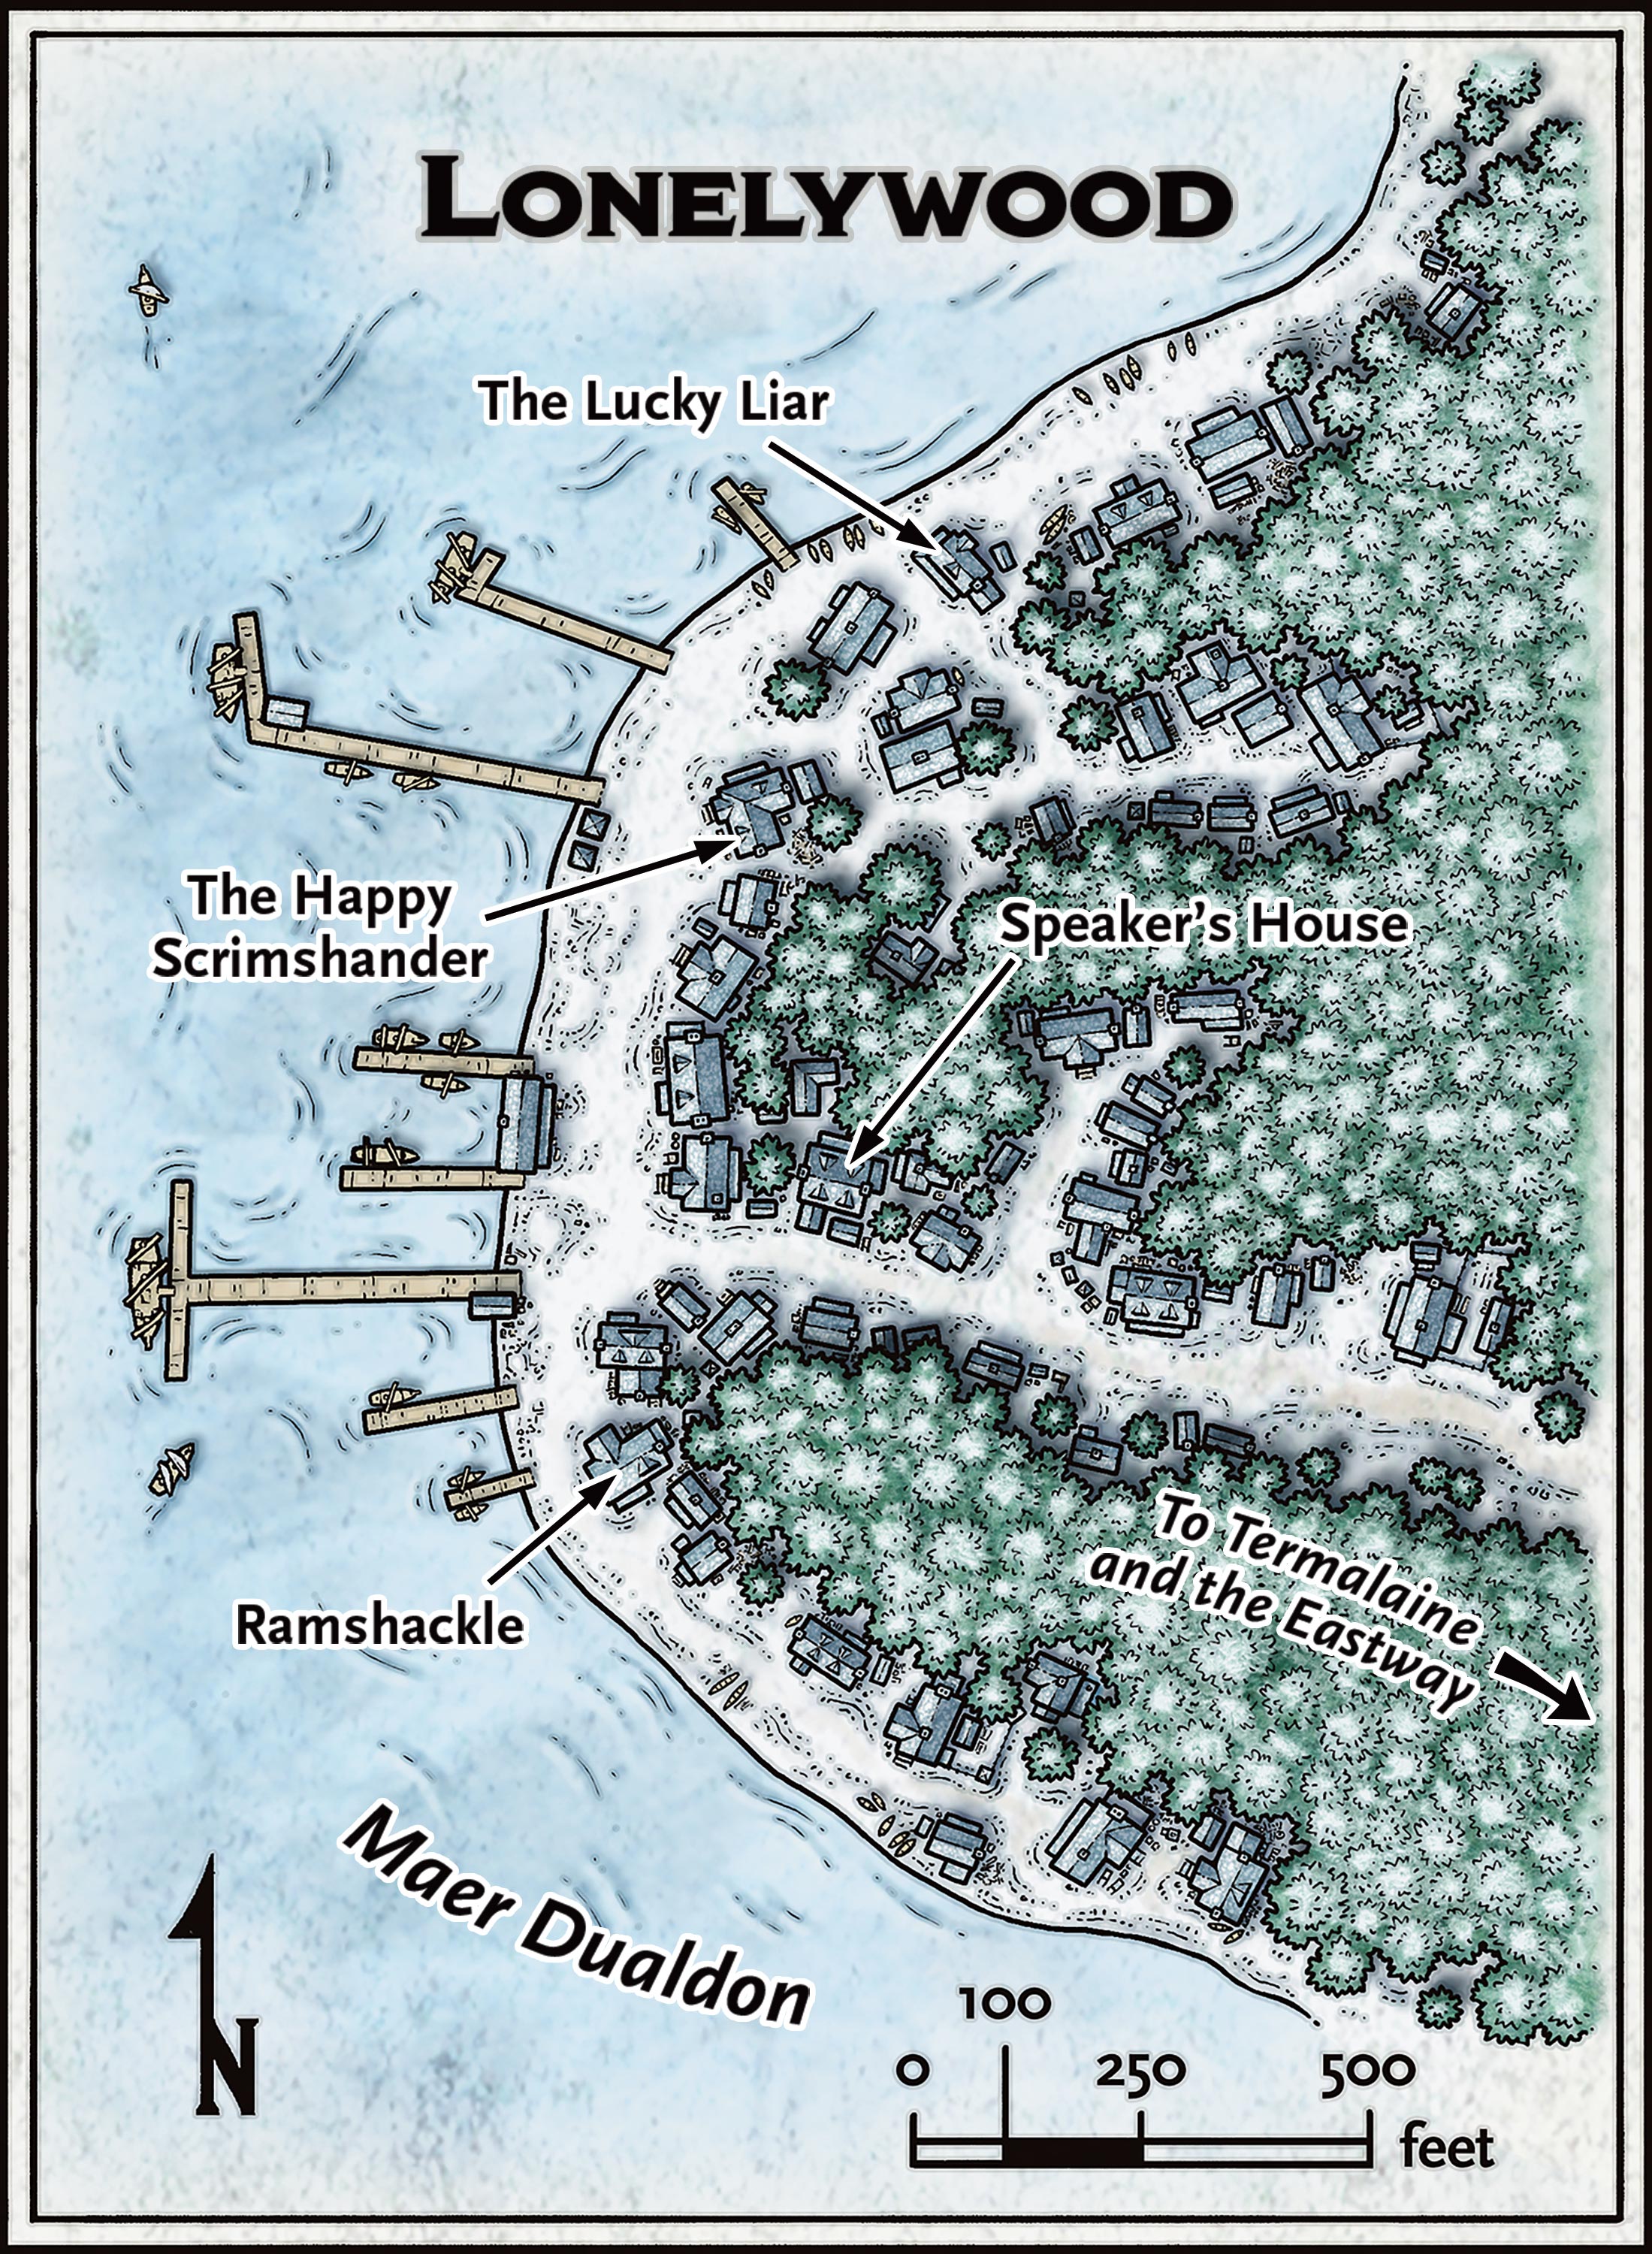 LONELYWOOD
The Lucky Liar
The Happy
Scrimshander
Speaker's House
Ramshackle
To Termalaine
and the Eastway
Maer Dualdon
N
100
0 250 500
feet